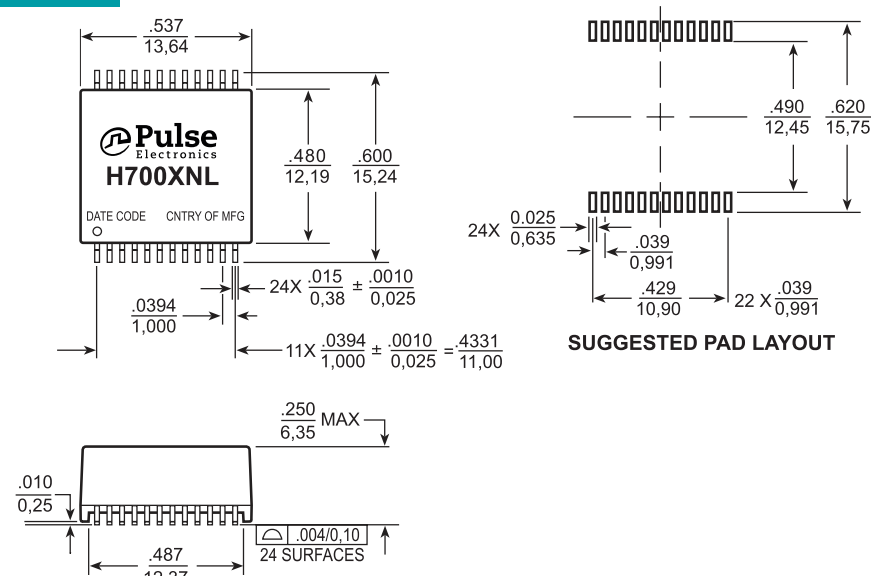 .537
13,64
Pulse
Electronics
H700XNL
DATE CODE CNTRY OF MFG
.480
12,19
.600
15,24
24X .015 ± .0010
0,38 0,025
.0394
1,000
11X .0394 ± .0010 = .4331
1,000 0,025 11,00
.490
12,45
.620
15,75
24X 0.025
0,635
.039
0,991
.429
10,90
22 X .039
0,991
SUGGESTED PAD LAYOUT
.250 MAX
6,35
.010
0,25
.004/0,10
24 SURFACES
.487